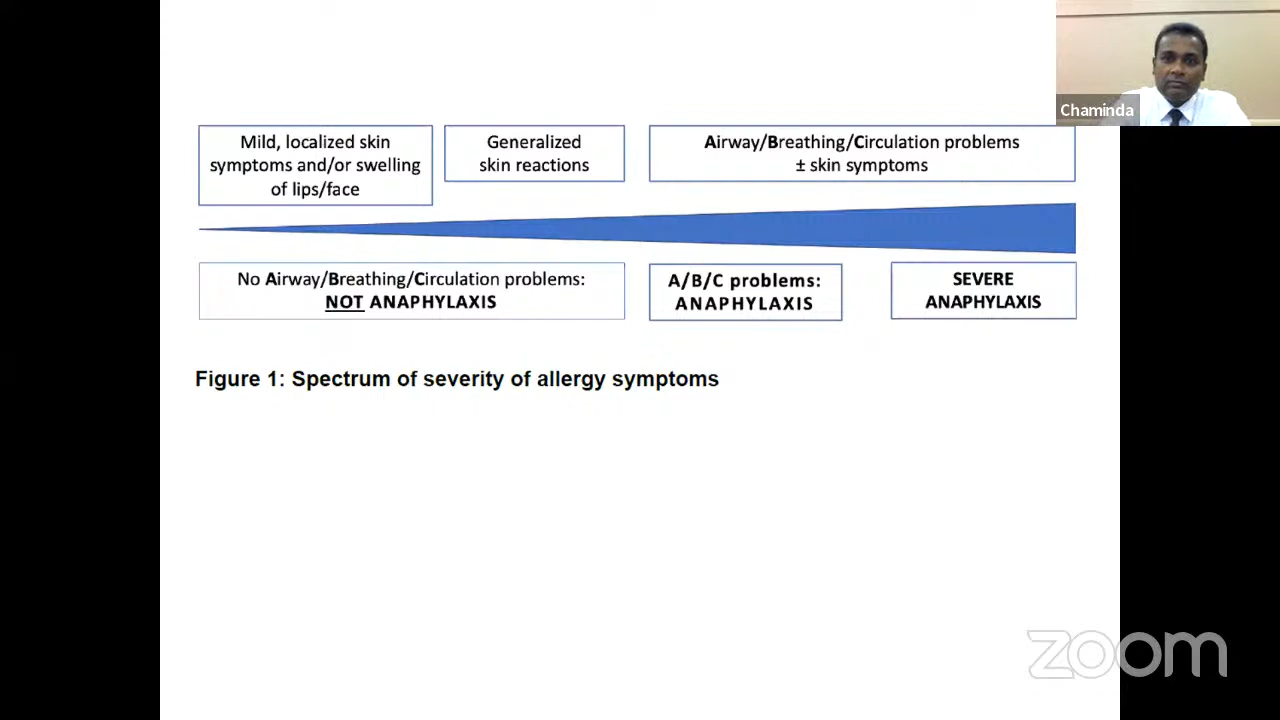 Chaminda
Mild, localized skin
symptoms and/or swelling
of lips/face
Generalized
skin reactions
Airway/Breathing/Circulation problems
± skin symptoms
No Airway/Breathing/Circulation problems:
NOT ANAPHYLAXIS
A/B/C problems:
ANAPHYLAXIS
SEVERE
ANAPHYLAXIS
Figure 1: Spectrum of severity of allergy symptoms
zoom